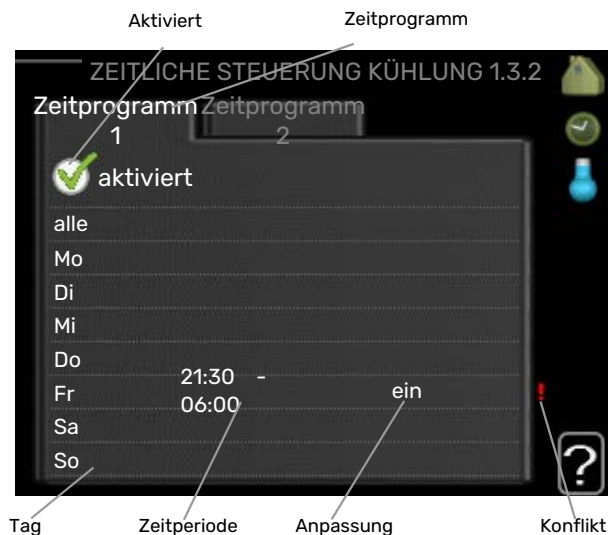 Aktiviert Zeitprogramm
ZEITLICHE STEUERUNG KÜHLUNG 1.3.2
Zeitprogramm Zeitprogramm
1 2
aktiviert
alle
Mo
Di
Mi
Do
21:30 -
Fr ein !
06:00
Sa
So
?
Tag Zeitperiode Anpassung Konflikt